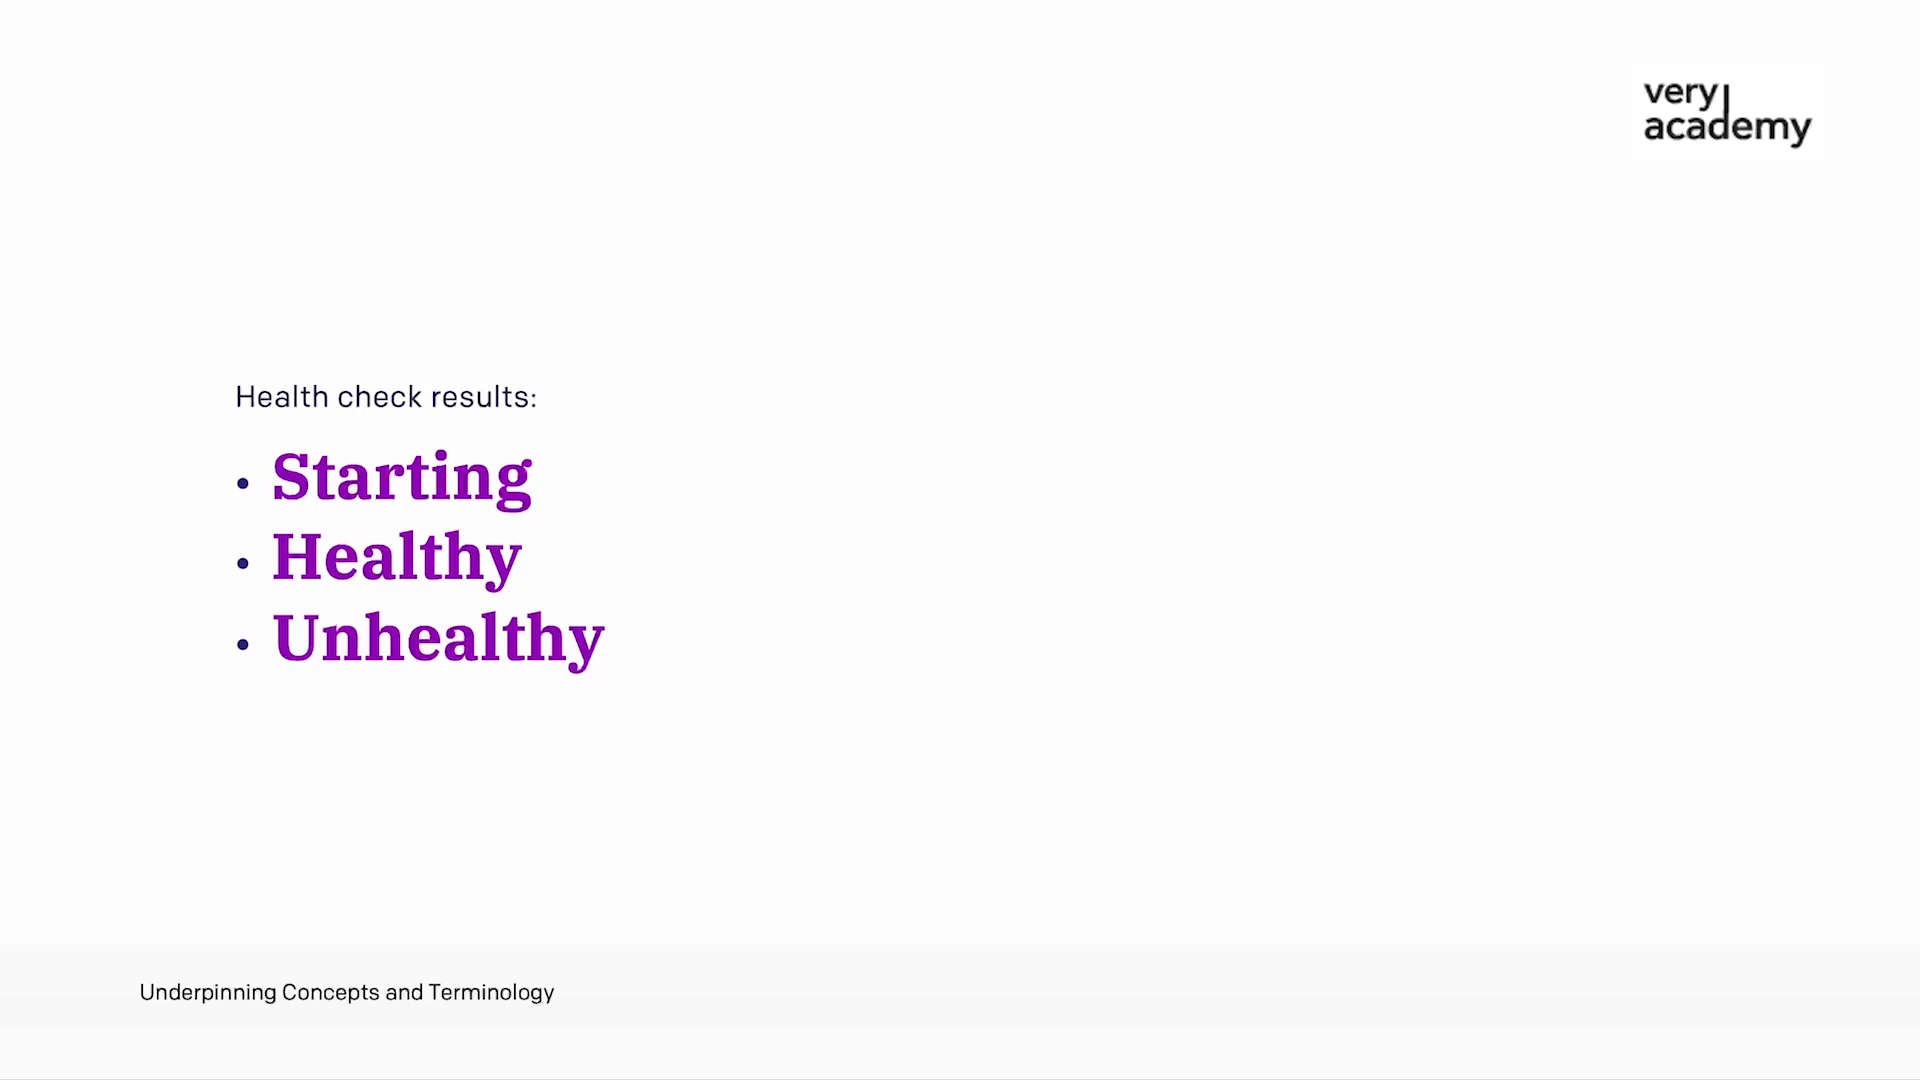 very
academy
Health check results:
• Starting
• Healthy
• Unhealthy
Underpinning Concepts and Terminology